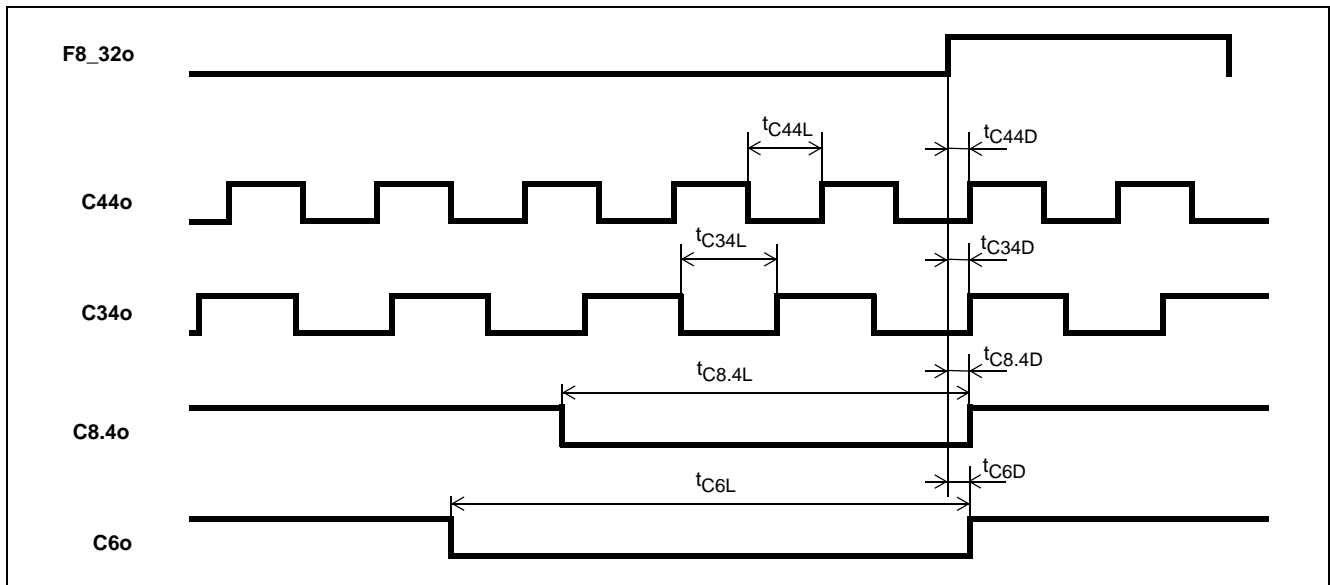 F8_32o
tC44L
tC44D
C44o
tC34L
tC34D
C34o
tC8.4L
tC8.4D
C8.4o
tC6L
tC6D
C6o